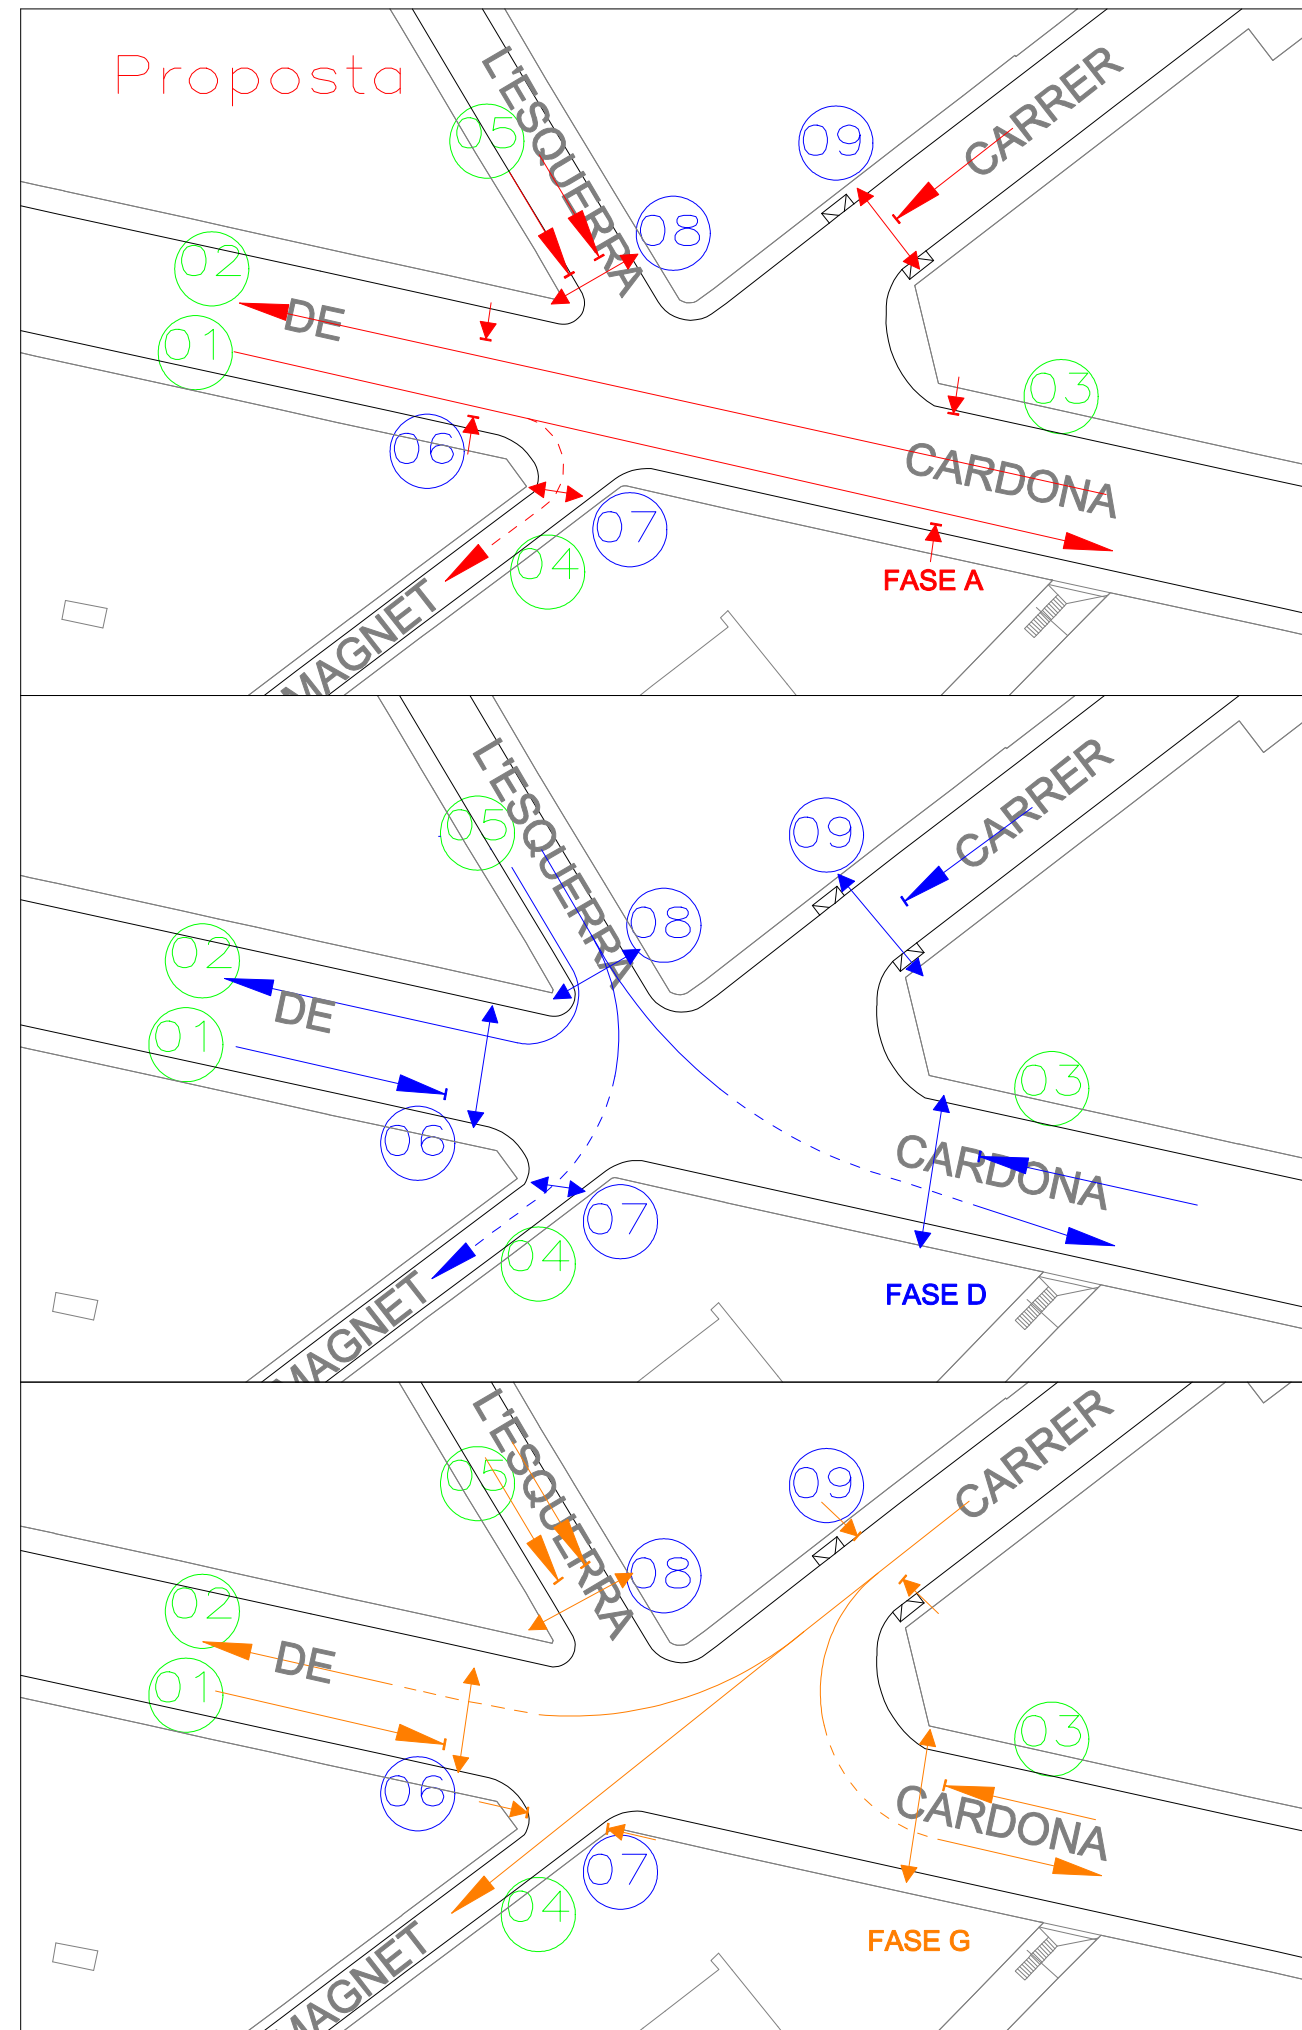 Proposta
L'ESQUERRA
CARRER
05
09
08
02
DE
01
03
06
CARDONA
07
04
FASE A
MAGNET
L'ESQUERRA
CARRER
05
09
08
02
DE
01
03
06
CARDONA
07
04
FASE D
MAGNET
L'ESQUERRA
CARRER
05
09
08
02
DE
01
03
06
CARDONA
07
04
FASE G
MAGNET